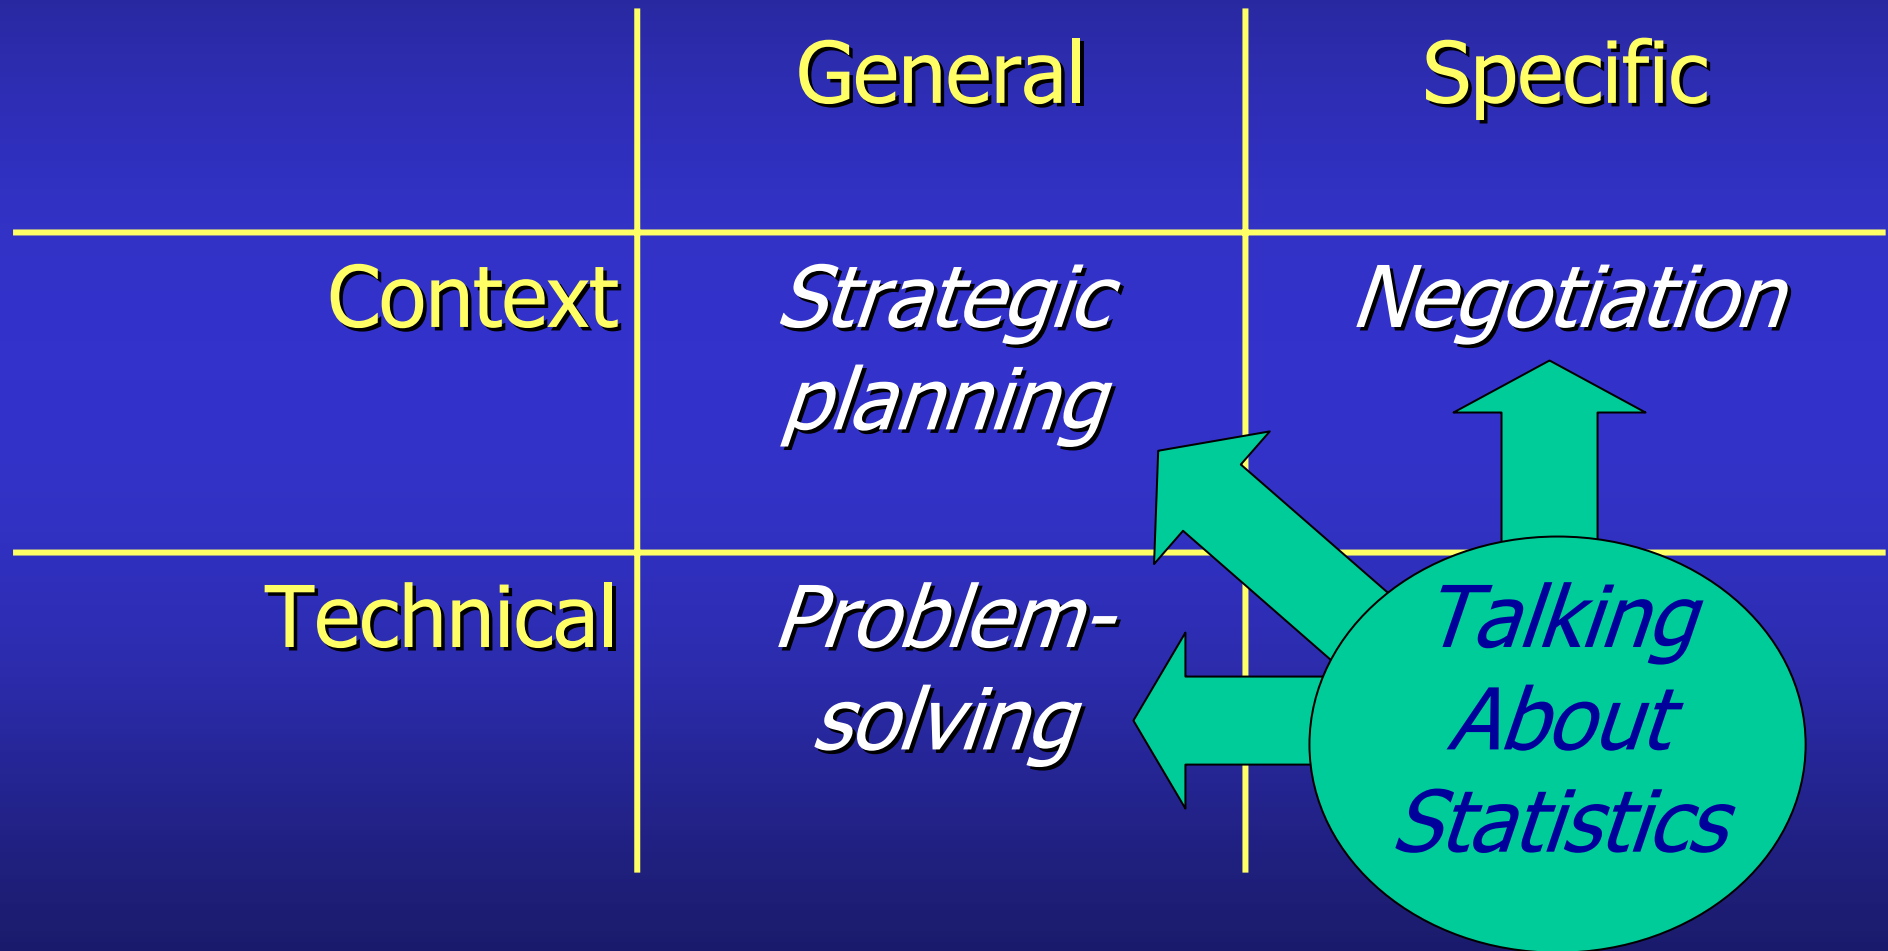 General
Specific
Context
Strategic
planning
Negotiation
Technical
Problem-
solving
Talking
About
Statistics